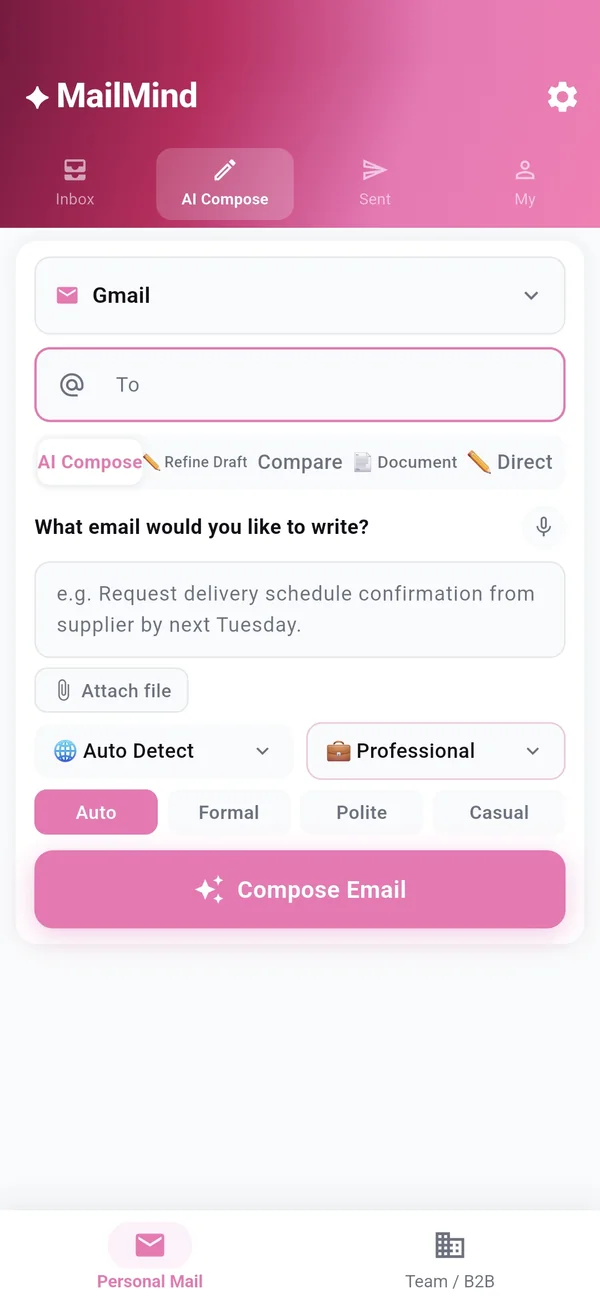 MailMind
Inbox
AI Compose
Sent
My
Gmail
To
AI Compose Refine Draft Compare Document Direct
What email would you like to write?
e.g. Request delivery schedule confirmation from
supplier by next Tuesday.
Attach file
Auto Detect
Professional
Auto
Formal
Polite
Casual
Compose Email
Personal Mail
Team / B2B